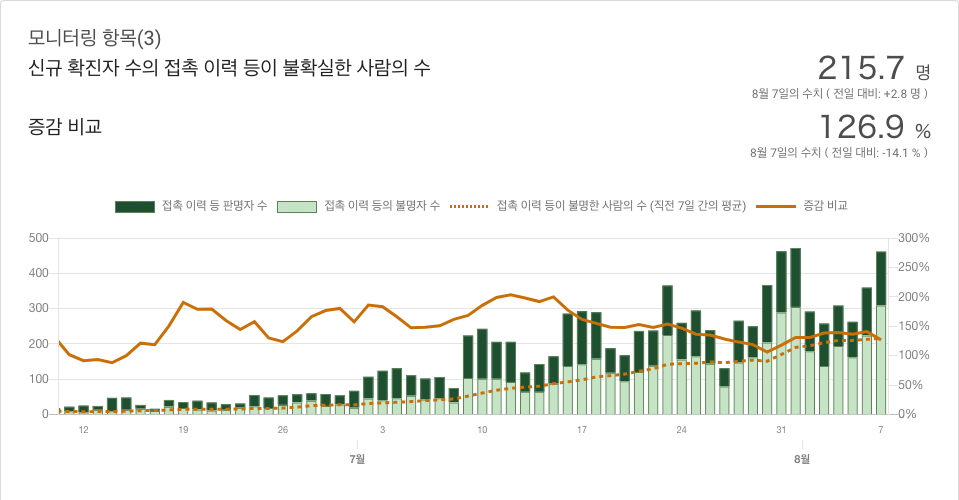 모니터링 항목(3)
신규 확진자 수의 접촉 이력 등이 불확실한 사람의 수
215.7 명
8월 7일의 수치 ( 전일 대비: +2.8 명 )
증감 비교
126.9 %
8월 7일의 수치 ( 전일 대비: -14.1 % )
접촉 이력 등 판명자 수 접촉 이력 등의 불명자 수 접촉 이력 등이 불명한 사람의 수 (직전 7일 간의 평균) 증감 비교
500 300%
250%
400
200%
300
150%
200
100%
100
50%
0 0%
12 19 26 3 10 17 24 31 7
7월 8월